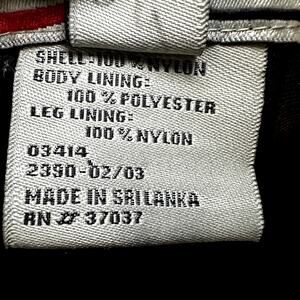 SHELL:100 % NYLON
BODY LINING:
100 % POLYESTER
LEG LINING:
100 % NYLON
03414
2390-02/03
MADE IN SRILANKA
RN # 37037